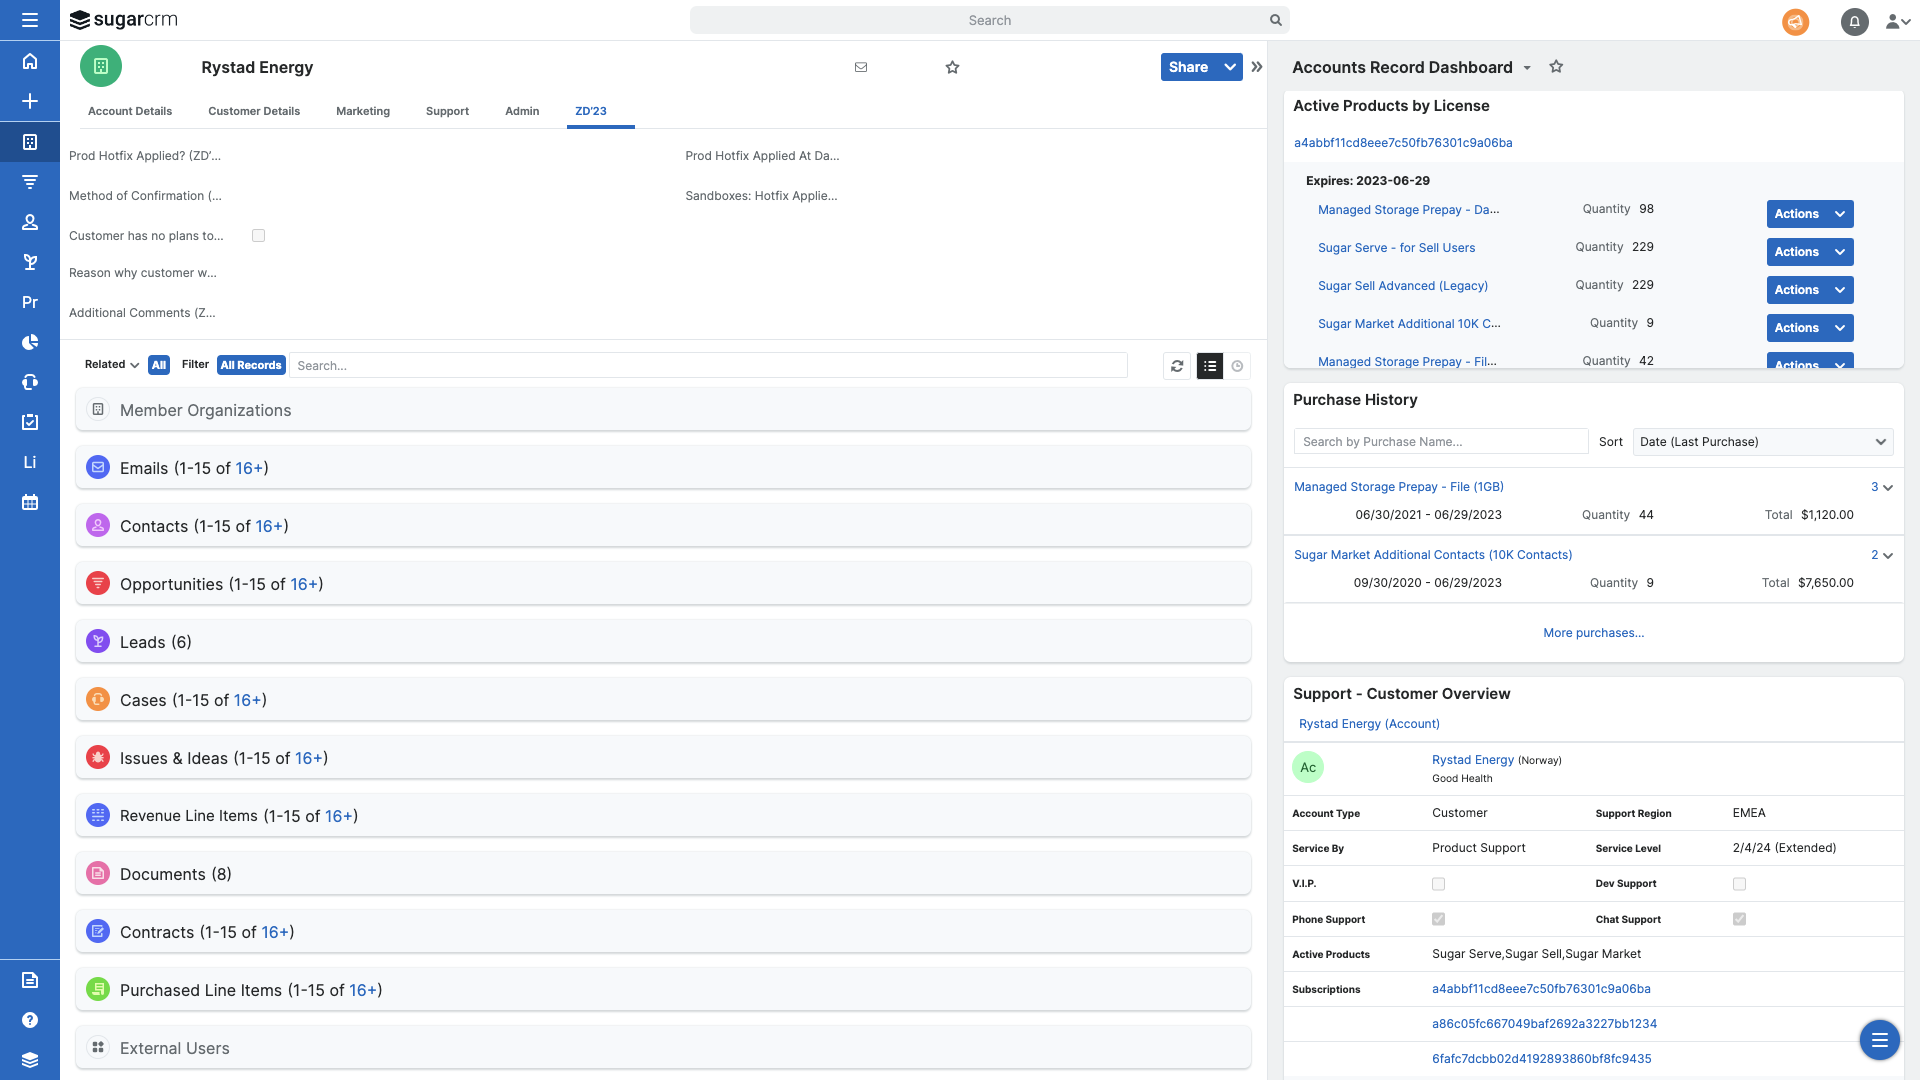 sugarcrm
Search
Rystad Energy
Share
Account Details
Customer Details
Marketing
Support
Admin
ZD'23
Prod Hotfix Applied? (ZD'...
Prod Hotfix Applied At Da...
Method of Confirmation (...
Sandboxes: Hotfix Applie...
Customer has no plans to...
Reason why customer w...
Additional Comments (Z...
Related
All
Filter
All Records
Search...
Member Organizations
Emails (1-15 of 16+)
Contacts (1-15 of 16+)
Opportunities (1-15 of 16+)
Leads (6)
Cases (1-15 of 16+)
Issues & Ideas (1-15 of 16+)
Revenue Line Items (1-15 of 16+)
Documents (8)
Contracts (1-15 of 16+)
Purchased Line Items (1-15 of 16+)
External Users
Pr
Li
Accounts Record Dashboard
Active Products by License
a4abbf11cd8eee7c50fb76301c9a06ba
Expires: 2023-06-29
Managed Storage Prepay - Da... Quantity 98 Actions
Sugar Serve - for Sell Users Quantity 229 Actions
Sugar Sell Advanced (Legacy) Quantity 229 Actions
Sugar Market Additional 10K C... Quantity 9 Actions
Managed Storage Prepay - Fil... Quantity 42 Actions
Purchase History
Search by Purchase Name...
Sort
Date (Last Purchase)
Managed Storage Prepay - File (1GB) 3
06/30/2021 - 06/29/2023 Quantity 44 Total $1,120.00
Sugar Market Additional Contacts (10K Contacts) 2
09/30/2020 - 06/29/2023 Quantity 9 Total $7,650.00
More purchases...
Support - Customer Overview
Rystad Energy (Account)
Ac
Rystad Energy (Norway)
Good Health
Account Type Customer Support Region EMEA
Service By Product Support Service Level 2/4/24 (Extended)
V.I.P. Dev Support
Phone Support Chat Support
Active Products Sugar Serve,Sugar Sell,Sugar Market
Subscriptions a4abbf11cd8eee7c50fb76301c9a06ba
a86c05fc667049baf2692a3227bb1234
6fafc7dcbb02d4192893860bf8fc9435